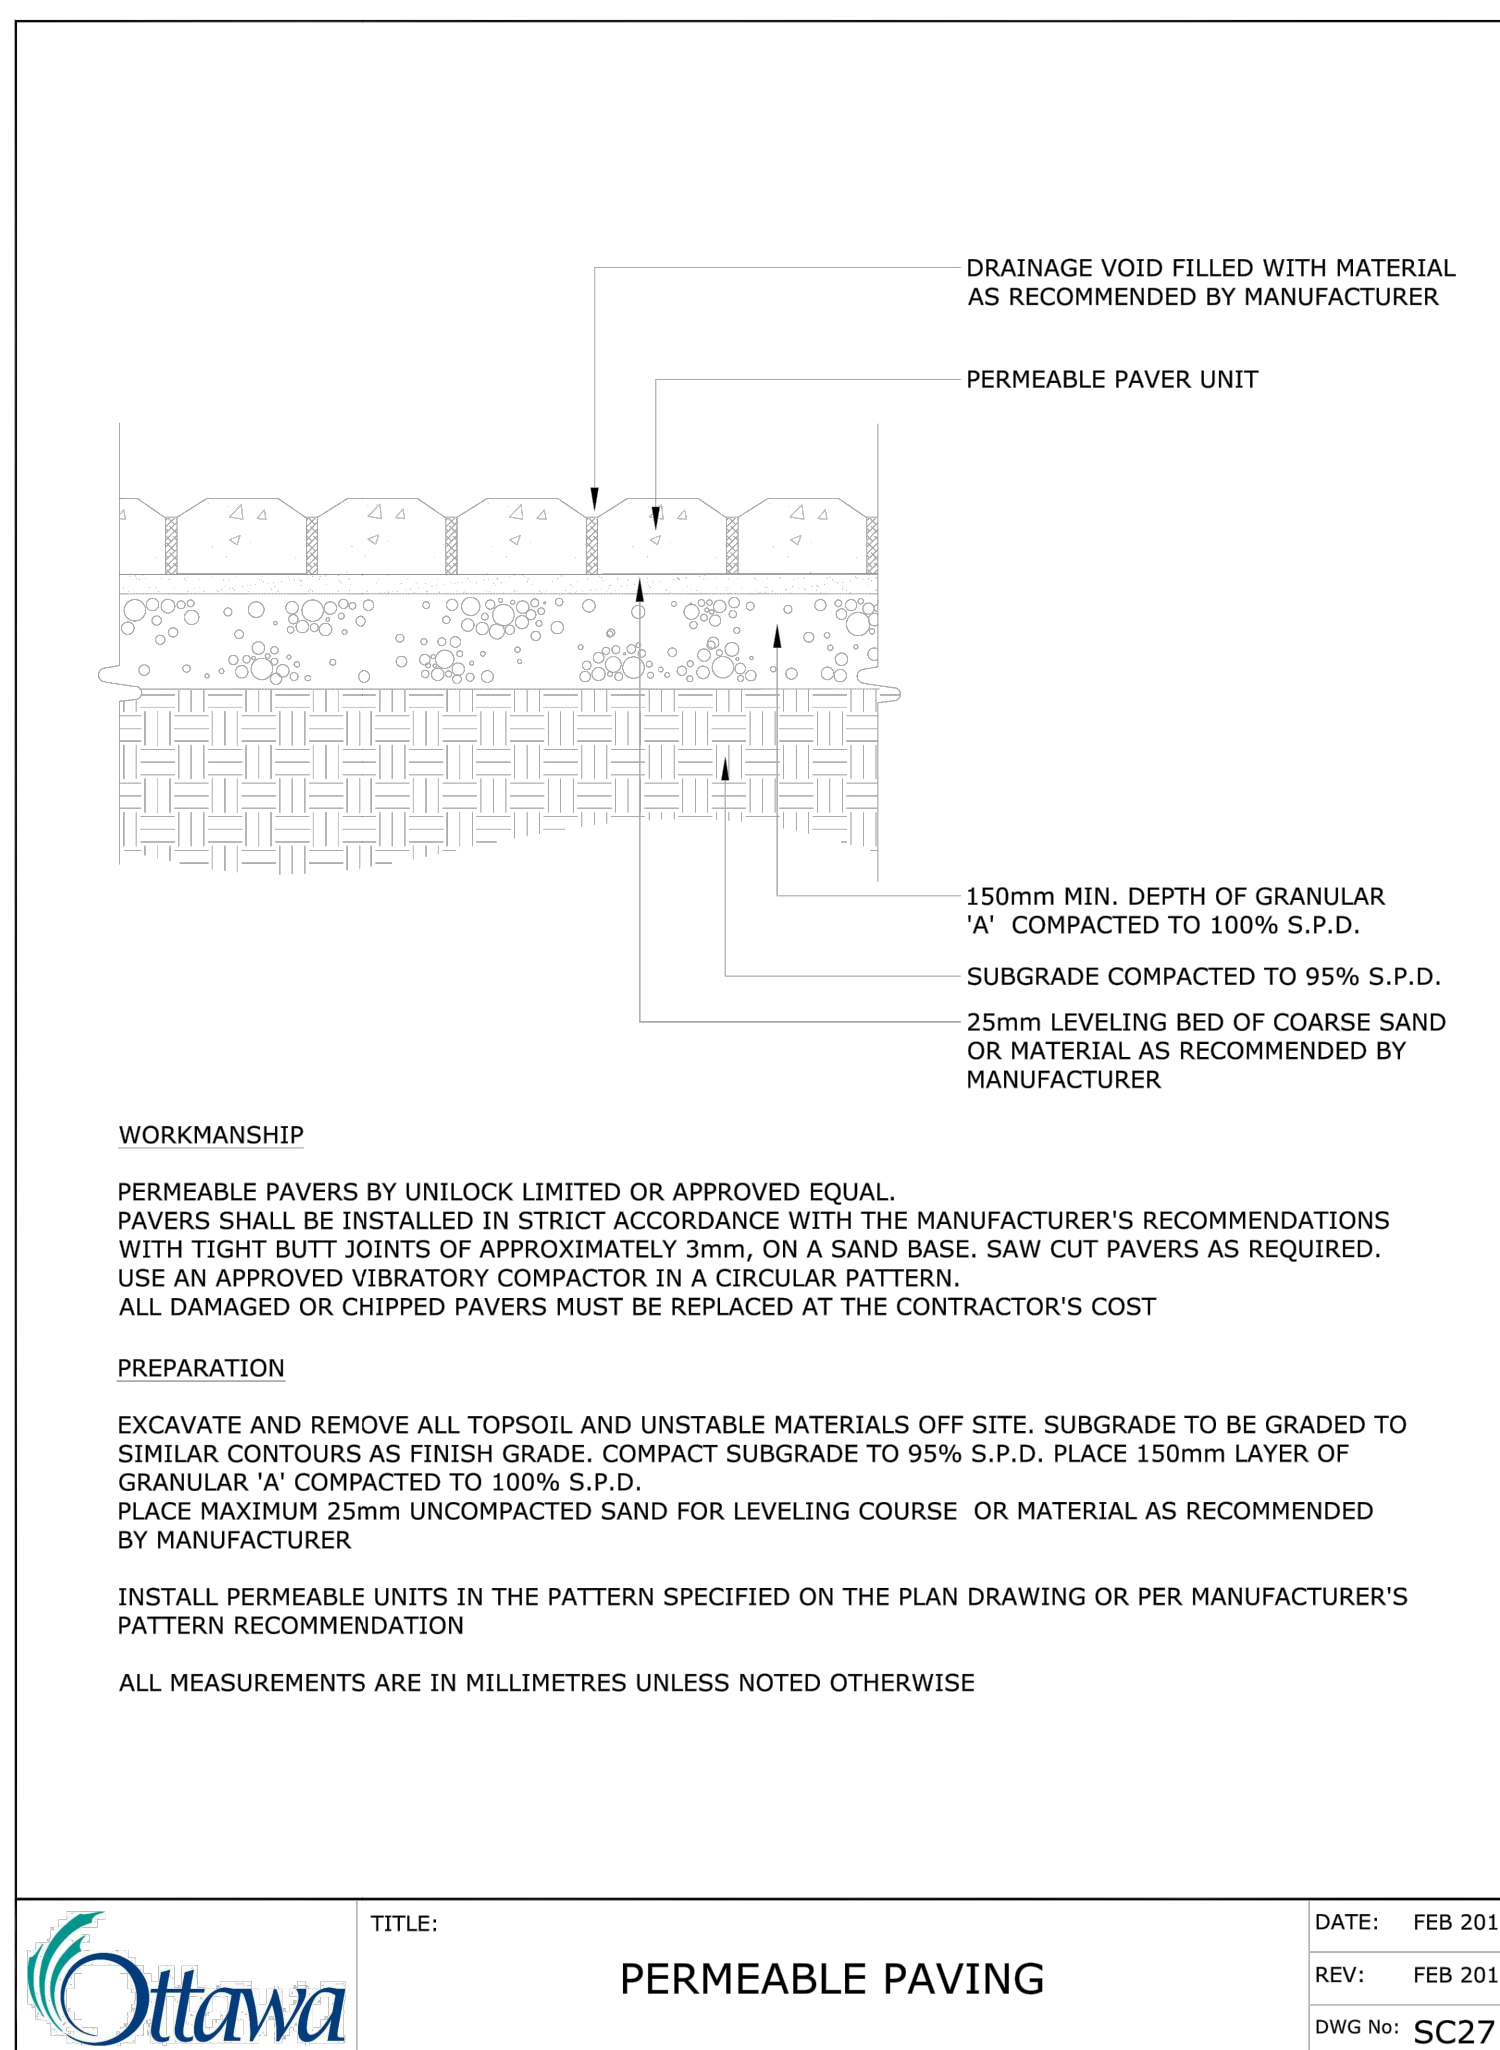 DRAINAGE VOID FILLED WITH MATERIAL
AS RECOMMENDED BY MANUFACTURER
PERMEABLE PAVER UNIT
150mm MIN. DEPTH OF GRANULAR
'A' COMPACTED TO 100% S.P.D.
SUBGRADE COMPACTED TO 95% S.P.D.
25mm LEVELING BED OF COARSE SAND
OR MATERIAL AS RECOMMENDED BY
MANUFACTURER
WORKMANSHIP
PERMEABLE PAVERS BY UNILOCK LIMITED OR APPROVED EQUAL.
PAVERS SHALL BE INSTALLED IN STRICT ACCORDANCE WITH THE MANUFACTURER'S RECOMMENDATIONS
WITH TIGHT BUTT JOINTS OF APPROXIMATELY 3mm, ON A SAND BASE. SAW CUT PAVERS AS REQUIRED.
USE AN APPROVED VIBRATORY COMPACTOR IN A CIRCULAR PATTERN.
ALL DAMAGED OR CHIPPED PAVERS MUST BE REPLACED AT THE CONTRACTOR'S COST
PREPARATION
EXCAVATE AND REMOVE ALL TOPSOIL AND UNSTABLE MATERIALS OFF SITE. SUBGRADE TO BE GRADED TO
SIMILAR CONTOURS AS FINISH GRADE. COMPACT SUBGRADE TO 95% S.P.D. PLACE 150mm LAYER OF
GRANULAR 'A' COMPACTED TO 100% S.P.D.
PLACE MAXIMUM 25mm UNCOMPACTED SAND FOR LEVELING COURSE OR MATERIAL AS RECOMMENDED
BY MANUFACTURER
INSTALL PERMEABLE UNITS IN THE PATTERN SPECIFIED ON THE PLAN DRAWING OR PER MANUFACTURER'S
PATTERN RECOMMENDATION
ALL MEASUREMENTS ARE IN MILLIMETRES UNLESS NOTED OTHERWISE
Ottawa
TITLE:
PERMEABLE PAVING
DATE: FEB 201
REV: FEB 201
DWG No: SC27